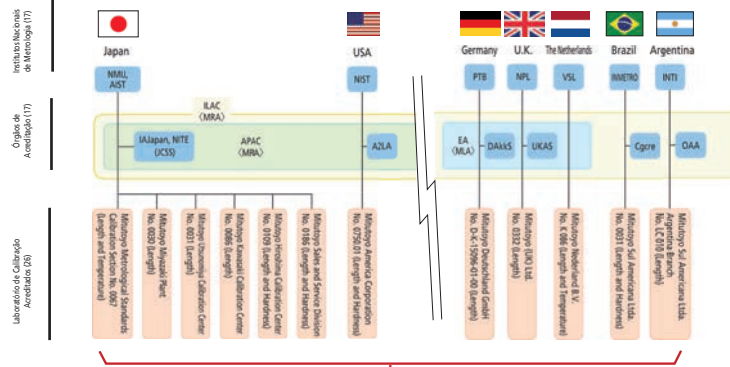 Institutos Nacionais
de Metrologia (17)
Japan
USA
Germany
U.K.
The Netherlands
Brazil
Argentina
NMIJ,
AIST
NIST
PTB
NPL
VSL
INMETRO
INTI
Órgãos de
Acreditação (17)
ILAC
〈MRA〉
IAJapan, NITE
(JCSS)
APAC
〈MRA〉
A2LA
EA
〈MLA〉
DAkkS
UKAS
Cgcre
OAA
Laboratório de Calibração
Acreditados (26)
Mitutoyo Metrological Standards
Calibration Section No. 0067
(Length and Temperature)
Mitutoyo Miyazaki Plant
No. 0030 (Length)
Mitutoyo Utsunomiya Calibration Center
No. 0031 (Length)
Mitutoyo Kawazaki Calibration Center
No. 0086 (Length)
Mitutoyo Hiroshima Calibration Center
No. 0109 (Length and Hardness)
Mitutoyo Sales and Service Division
No. 0186 (Length and Hardness)
Mitutoyo America Corporation
No. 0750.01 (Length and Hardness)
Mitutoyo Deutschland GmbH
No. D-K-15096-01-00 (Length)
Mitutoyo (UK) Ltd.
No. 0332 (Length)
Mitutoyo Nederland B.V.
No. K 086 (Length and Temperature)
Mitutoyo Sul Americana Ltda.
No. 0031 (Length and Hardness)
Mitutoyo Sul Americana Ltda.
Argentina Branch
No. LC 010 (Length)